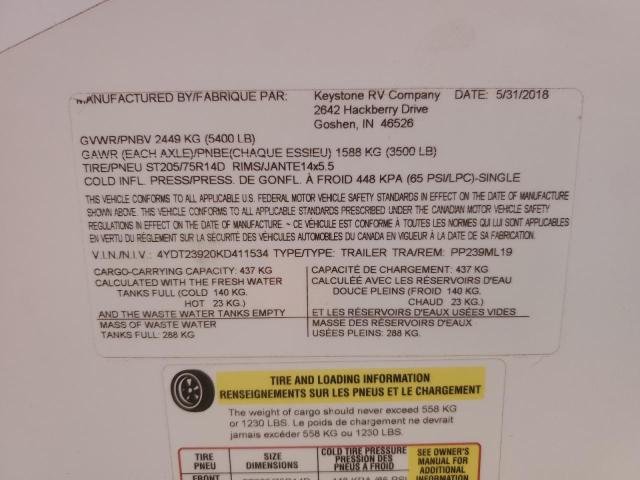 MANUFACTURED BY/FABRIQUE PAR: Keystone RV Company DATE: 5/31/2018
2642 Hackberry Drive
Goshen, IN 46526
GVWR/PNBV 2449 KG (5400 LB)
GAWR (EACH AXLE)/PNBE(CHAQUE ESSIEU) 1588 KG (3500 LB)
TIRE/PNEU ST205/75R14D RIMS/JANTE14x5.5
COLD INFL. PRESS/PRESS. DE GONFL. À FROID 448 KPA (65 PSI/LPC)-SINGLE
THIS VEHICLE CONFORMS TO ALL APPLICABLE U.S. FEDERAL MOTOR VEHICLE SAFETY STANDARDS IN EFFECT ON THE DATE OF MANUFACTURE
SHOWN ABOVE. THIS VEHICLE CONFORMS TO ALL APPLICABLE STANDARDS PRESCRIBED UNDER THE CANADIAN MOTOR VEHICLE SAFETY
REGULATIONS IN EFFECT ON THE DATE OF MANUFACTURE ~ CE VÉHICULE EST CONFORME À TOUTES LES NORMES QUI LUI SONT APPLICABLES
EN VERTU DU RÉGLEMENT SUR LA SÉCURITÉ DES VÉHICULES AUTOMOBILES DU CANADA EN VIGUEUR À LA DATE DE SA FABRICATION.
V.I.N./N.I.V.: 4YDT23920KD411534 TYPE/TYPE: TRAILER TRA/REM: PP239ML19
CARGO-CARRYING CAPACITY: 437 KG
CALCULATED WITH THE FRESH WATER
TANKS FULL (COLD 140 KG.
HOT 23 KG.)
AND THE WASTE WATER TANKS EMPTY
MASS OF WASTE WATER
TANKS FULL: 288 KG
CAPACITÉ DE CHARGEMENT: 437 KG
CALCULÉE AVEC LES RÉSERVOIRS D'EAU
DOUCE PLEINS (FROID 140 KG.
CHAUD 23 KG.)
ET LES RÉSERVOIRS D'EAUX USÉES VIDES
MASSE DES RÉSERVOIRS D'EAUX
USÉES PLEINS: 288 KG.
TIRE AND LOADING INFORMATION
RENSEIGNEMENTS SUR LES PNEUS ET LE CHARGEMENT
The weight of cargo should never exceed 558 KG
or 1230 LBS. Le poids de chargement ne devrait
jamais excéder 558 KG ou 1230 LBS.
TIRE
PNEU
SIZE
DIMENSIONS
COLD TIRE PRESSURE
PRESSION DES
PNEUS À FROID
SEE OWNER'S
MANUAL FOR
ADDITIONAL
INFORMATION
FRONT
ST205/75R14D
448 KPA /65 PSI